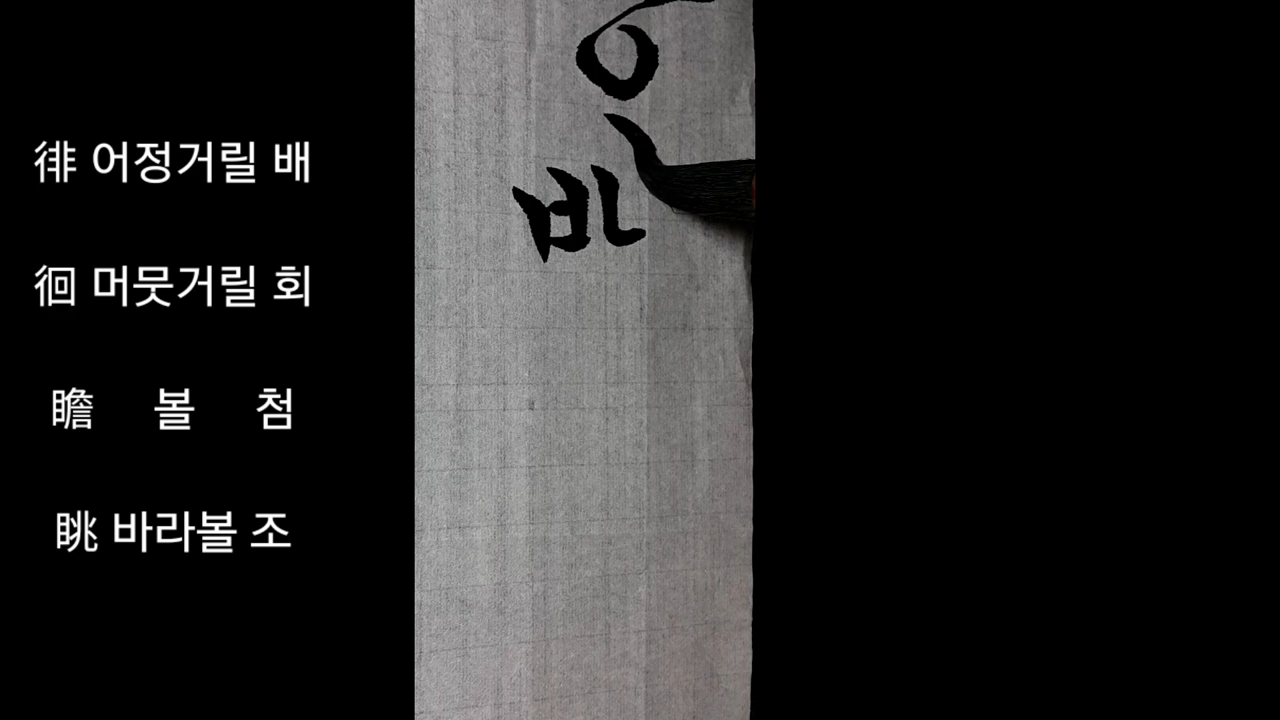 徘 어정거릴 배
徊 머뭇거릴 회
瞻 볼 첨
眺 바라볼 조